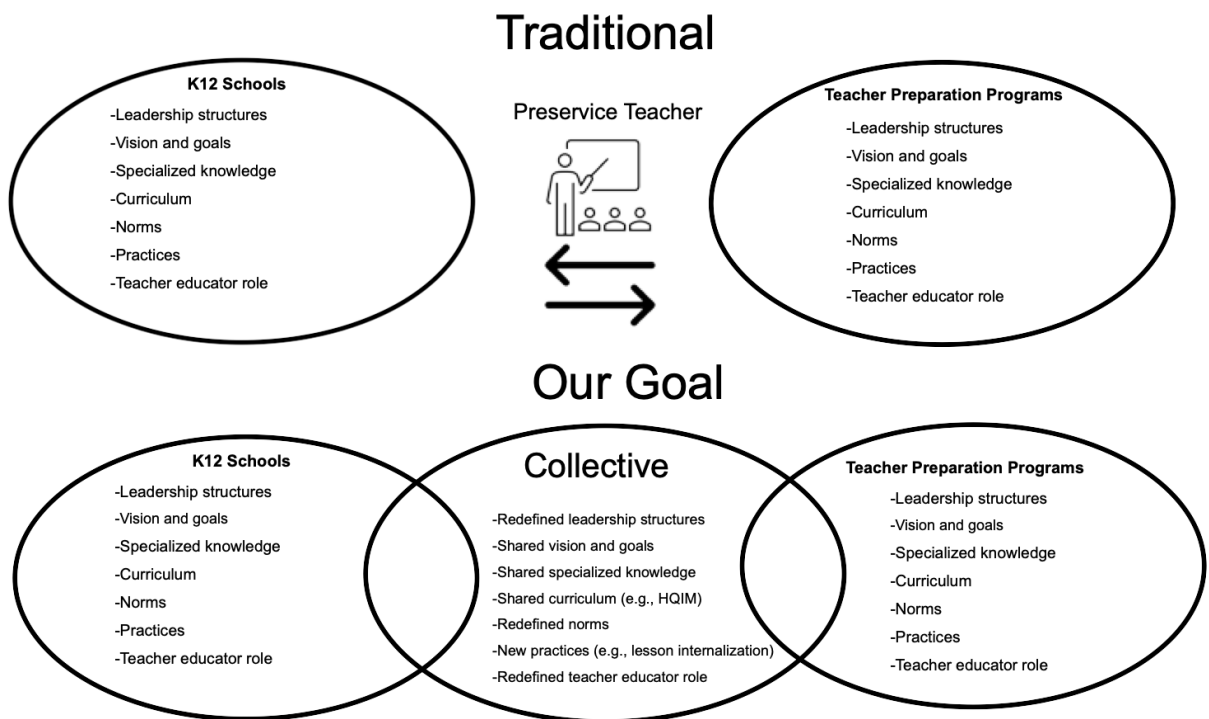 Traditional
K12 Schools
-Leadership structures
-Vision and goals
-Specialized knowledge
-Curriculum
-Norms
-Practices
-Teacher educator role
Preservice Teacher
Teacher Preparation Programs
-Leadership structures
-Vision and goals
-Specialized knowledge
-Curriculum
-Norms
-Practices
-Teacher educator role
Our Goal
K12 Schools
-Leadership structures
-Vision and goals
-Specialized knowledge
-Curriculum
-Norms
-Practices
-Teacher educator role
Collective
-Redefined leadership structures
-Shared vision and goals
-Shared specialized knowledge
-Shared curriculum (e.g., HQIM)
-Redefined norms
-New practices (e.g., lesson internalization)
-Redefined teacher educator role
Teacher Preparation Programs
-Leadership structures
-Vision and goals
-Specialized knowledge
-Curriculum
-Norms
-Practices
-Teacher educator role